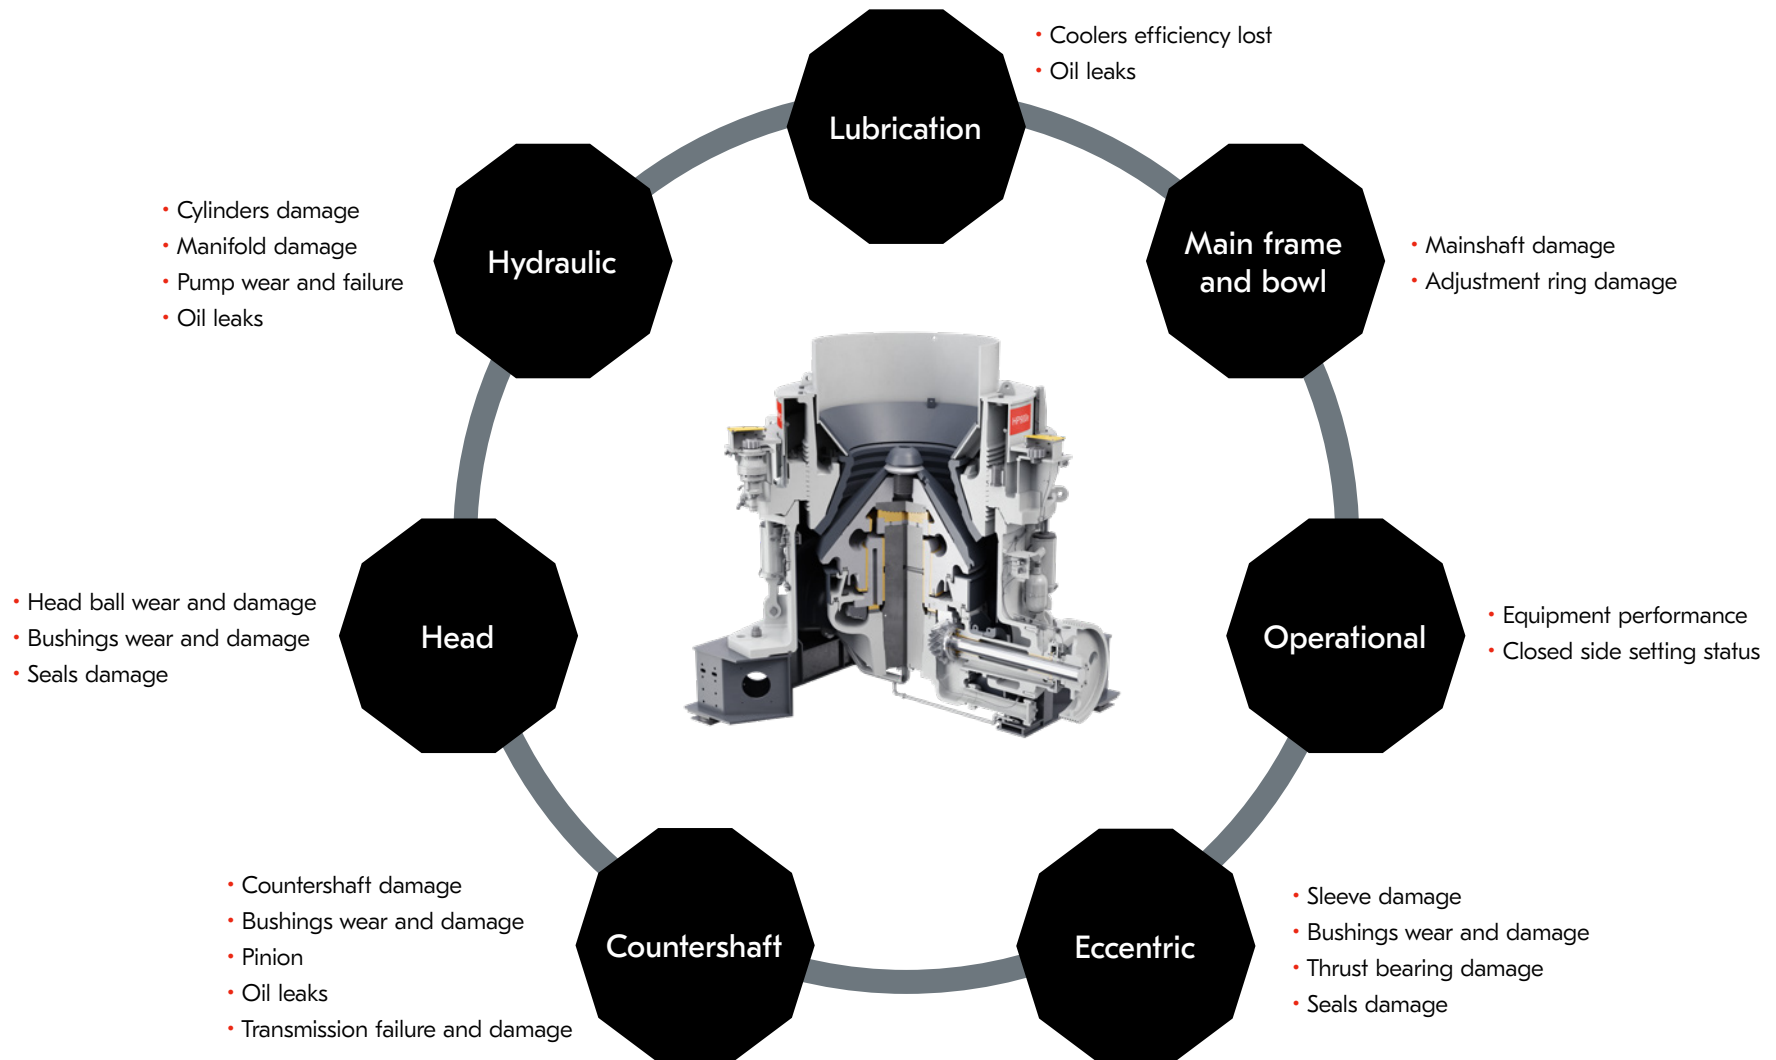 Lubrication
• Coolers efficiency lost
• Oil leaks
Main frame
and bowl
• Mainshaft damage
• Adjustment ring damage
Operational
• Equipment performance
• Closed side setting status
Eccentric
• Sleeve damage
• Bushings wear and damage
• Thrust bearing damage
• Seals damage
Countershaft
• Countershaft damage
• Bushings wear and damage
• Pinion
• Oil leaks
• Transmission failure and damage
Head
• Head ball wear and damage
• Bushings wear and damage
• Seals damage
Hydraulic
• Cylinders damage
• Manifold damage
• Pump wear and failure
• Oil leaks